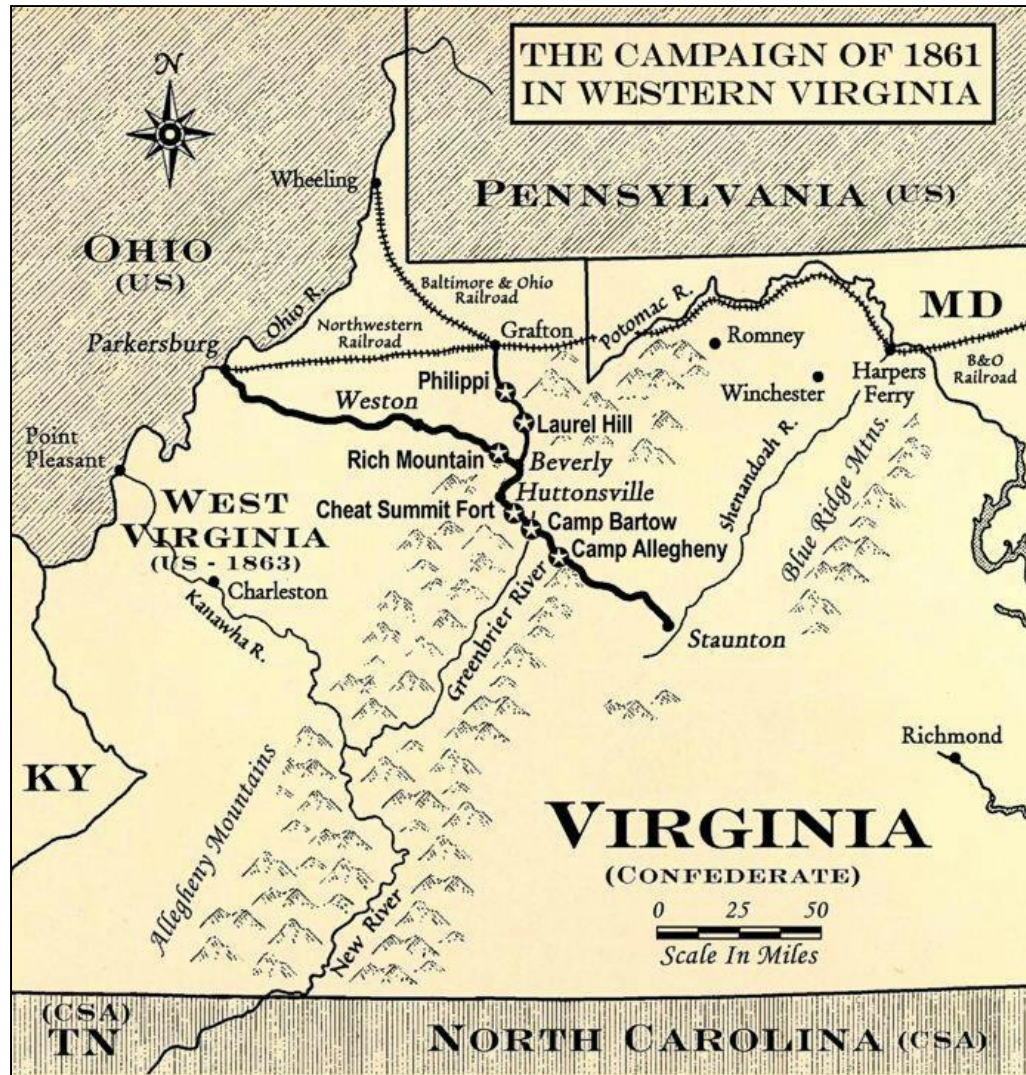 THE CAMPAIGN OF 1861
IN WESTERN VIRGINIA
N
Wheeling
PENNSYLVANIA (US)
OHIO
(US)
Ohio R.
Baltimore & Ohio
Railroad
Northwestern
Railroad
Grafton
Potomac R.
MD
Parkersburg
Romney
Philippi
Winchester
Harpers
Ferry
B&O
Railroad
Weston
Laurel Hill
Point
Pleasant
Rich Mountain
Beverly
Shenandoah R.
Blue Ridge Mtns.
WEST
VIRGINIA
(US - 1863)
Huttonsville
Cheat Summit Fort
Camp Bartow
Camp Allegheny
Charleston
Kanawha R.
Greenbrier River
Staunton
Richmond
KY
Allegheny Mountains
VIRGINIA
(CONFEDERATE)
0 25 50
Scale In Miles
New River
(CSA)
TN
NORTH CAROLINA (CSA)